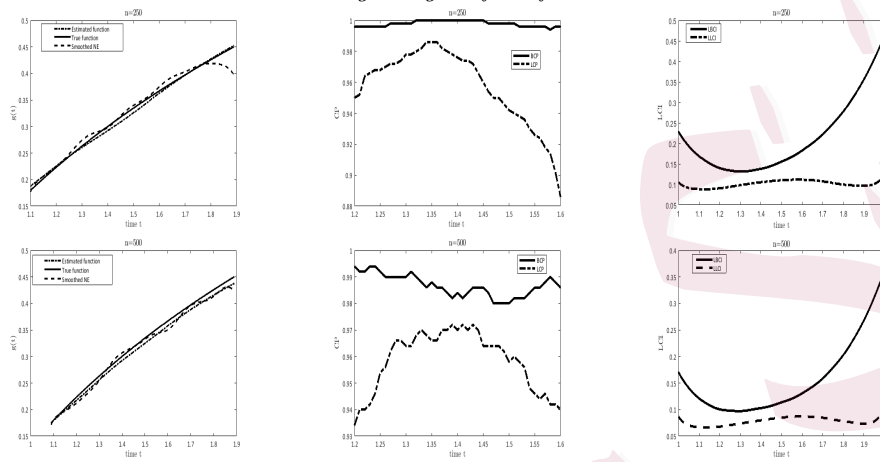 n=250
Estimated function
True function
Smoothed NE
g(t)
0.5
0.45
0.4
0.35
0.3
0.25
0.2
0.15
1.1 1.2 1.3 1.4 1.5 1.6 1.7 1.8 1.9
time t
n=250
BCP
LCP
1
0.98
0.96
0.94
0.92
0.9
0.88
1.2 1.25 1.3 1.35 1.4 1.45 1.5 1.55 1.6
time t
LBCI
LLCI
L-CI
0.5
0.45
0.4
0.35
0.3
0.25
0.2
0.15
0.1
0.05
1 1.1 1.2 1.3 1.4 1.5 1.6 1.7 1.8 1.9
time t
n=500
Estimated function
True function
Smoothed NE
g(t)
0.5
0.45
0.4
0.35
0.3
0.25
0.2
0.15
1.1 1.2 1.3 1.4 1.5 1.6 1.7 1.8 1.9
time t
n=500
BCP
LCP
1
0.99
0.98
0.97
0.96
0.95
0.94
0.93
1.2 1.25 1.3 1.35 1.4 1.45 1.5 1.55 1.6
time t
n=500
LBCI
LLCI
L-CI
0.4
0.35
0.3
0.25
0.2
0.15
0.1
0.05
1 1.1 1.2 1.3 1.4 1.5 1.6 1.7 1.8 1.9
time t